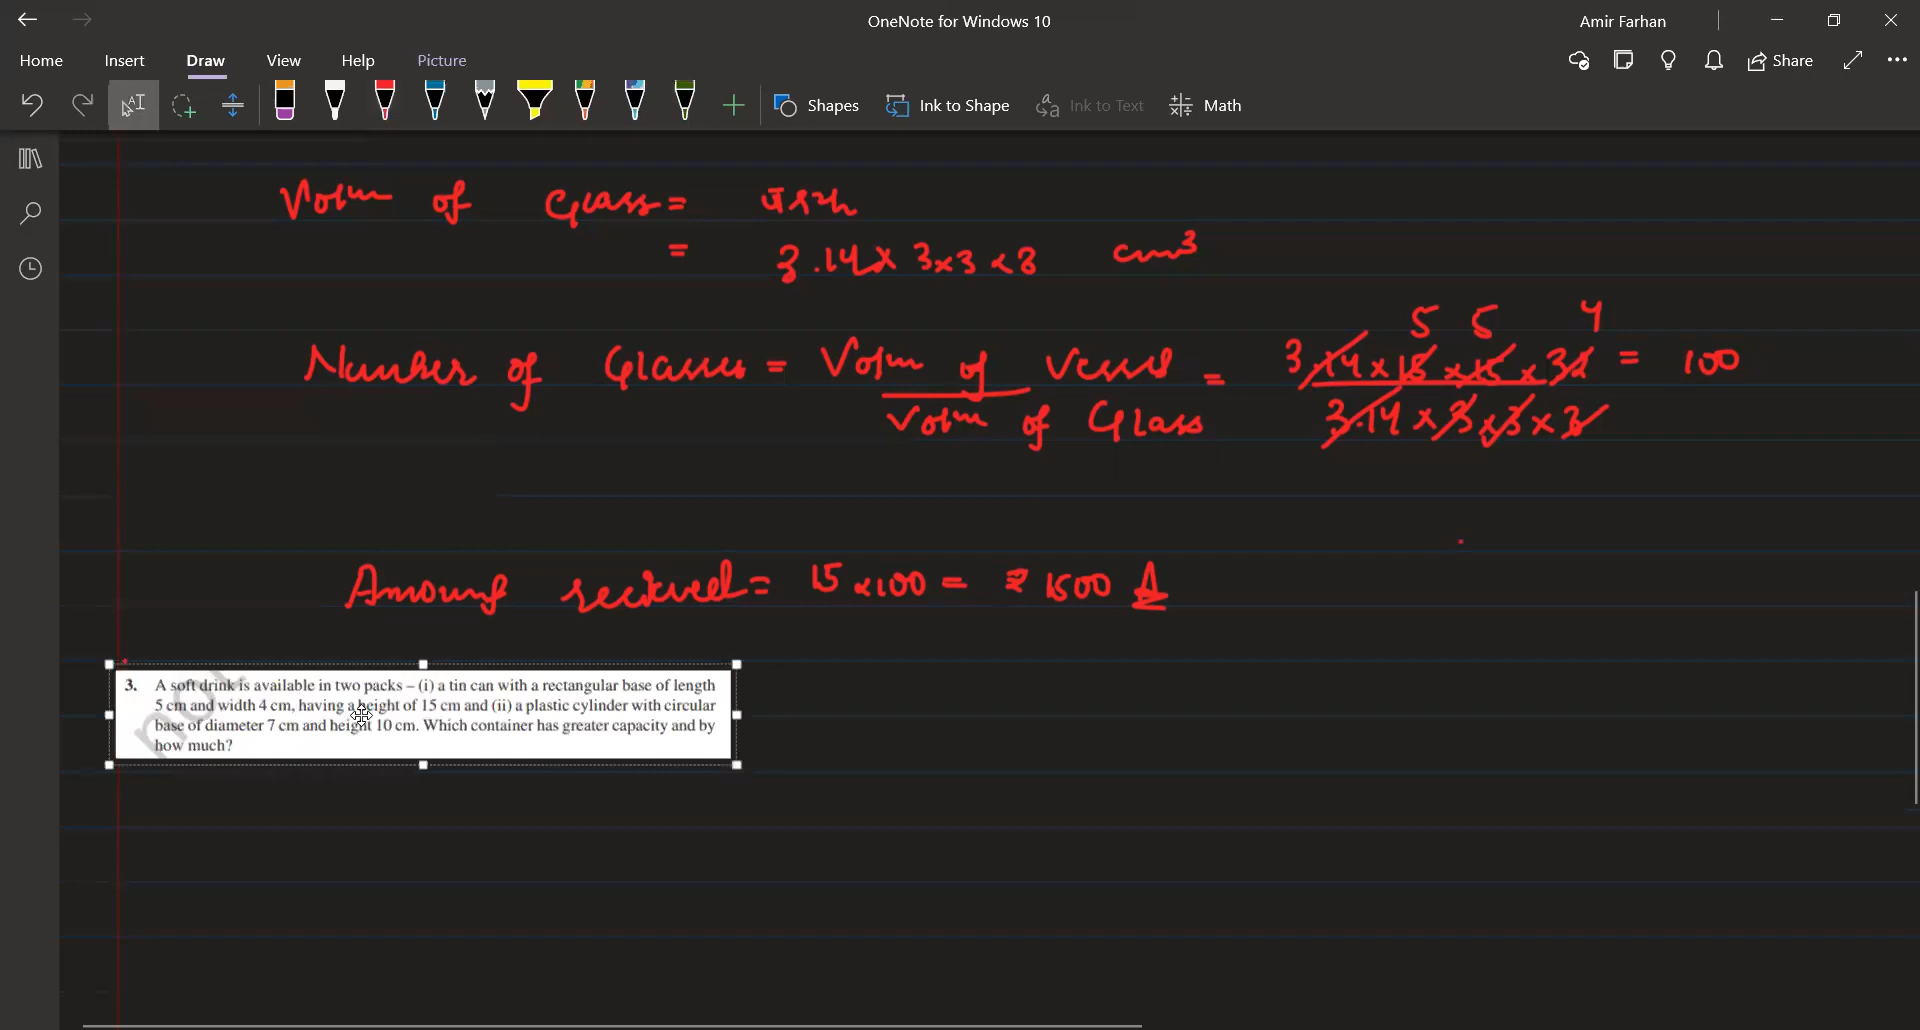 OneNote for Windows 10
Amir Farhan
Home Insert Draw View Help Picture
Share
Shapes Ink to Shape Ink to Text Math
Volm of Glass = πr2h
= 3.14 x 3x3 x 8 cm3
5 5 4
Number of Glasses = Volm of Vessel = 3.14 x 15 x 15 x 32 = 100
Volm of Glass 3.14 x 3 x 3 x 8
Amount recieved = 15 x 100 = ₹ 1500 A
3. A soft drink is available in two packs – (i) a tin can with a rectangular base of length
5 cm and width 4 cm, having a height of 15 cm and (ii) a plastic cylinder with circular
base of diameter 7 cm and height 10 cm. Which container has greater capacity and by
how much?